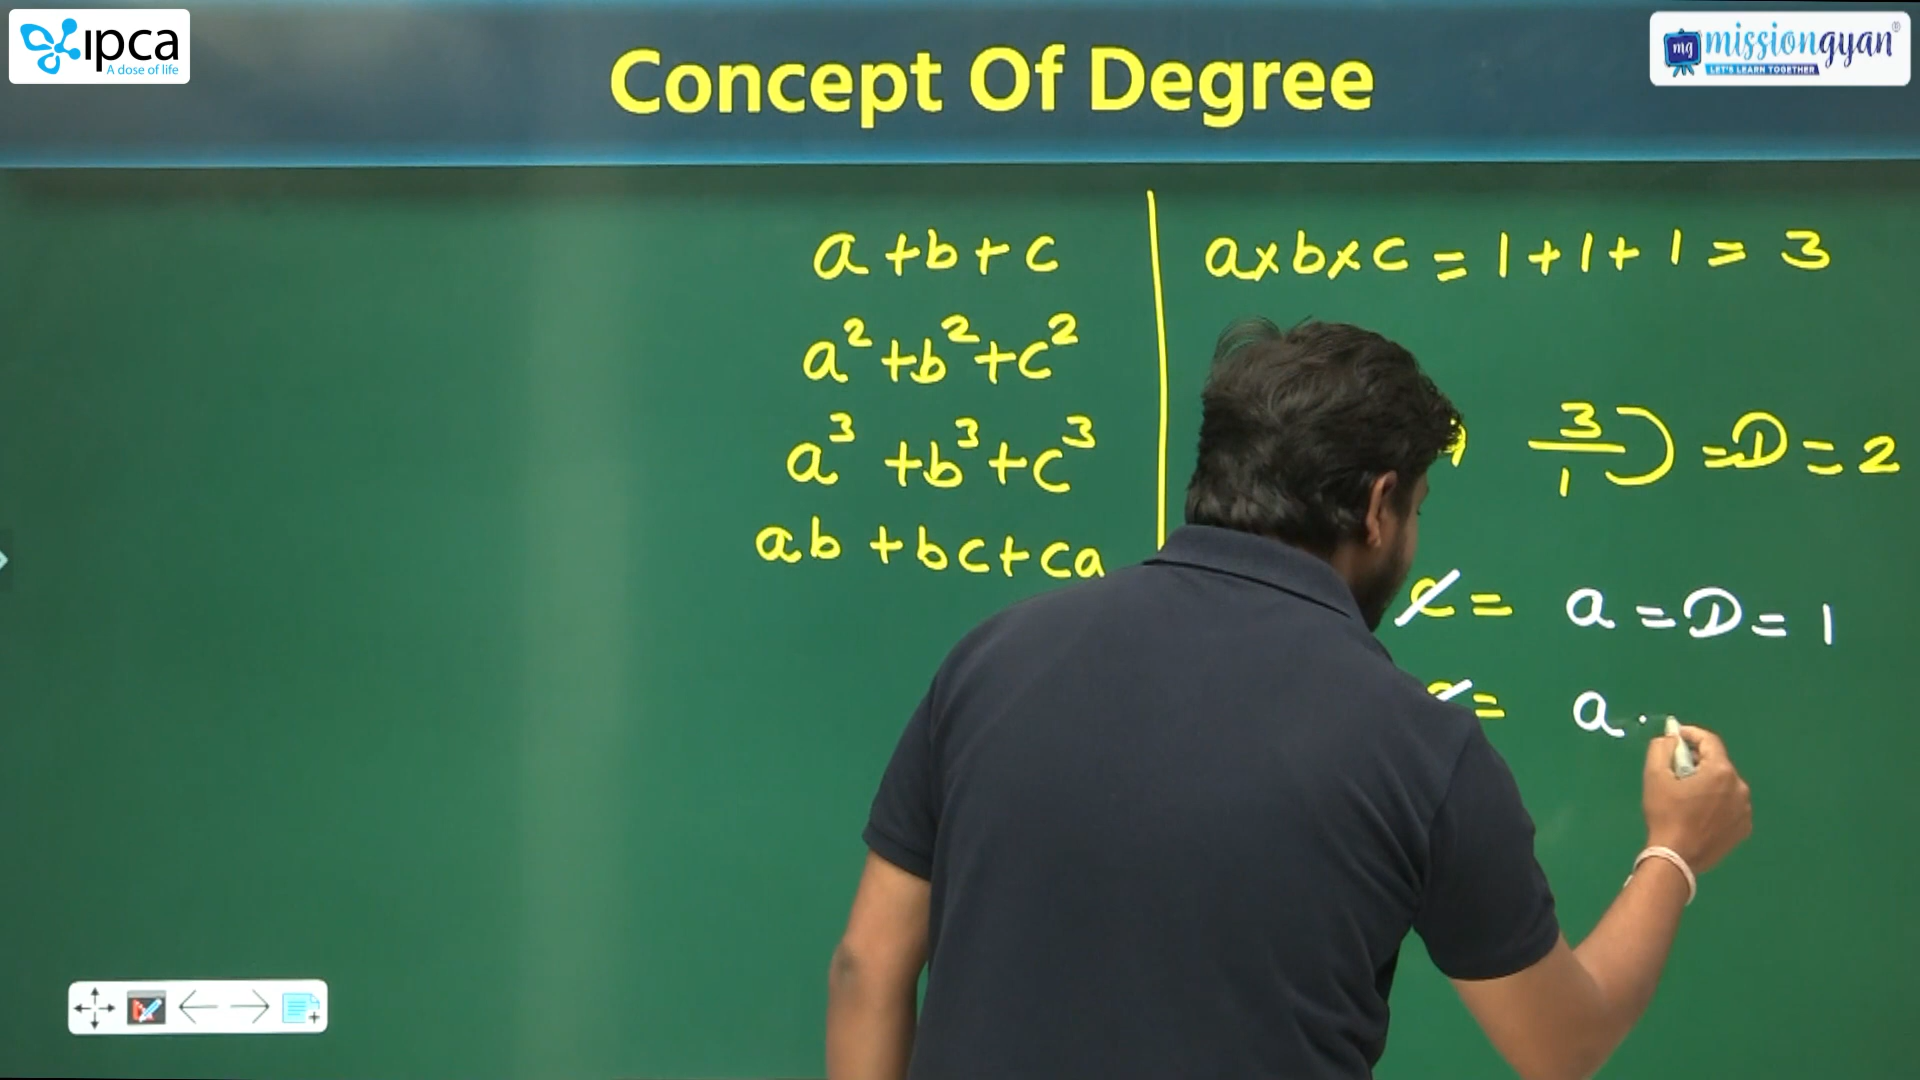 ipca
A dose of life
Concept Of Degree
mg missiongyan®
LET'S LEARN TOGETHER
a + b + c
a² + b² + c²
a³ + b³ + c³
ab + bc + ca
a×b×c = 1 + 1 + 1 = 3
3/1 ) = D = 2
c = a = D = 1
= a